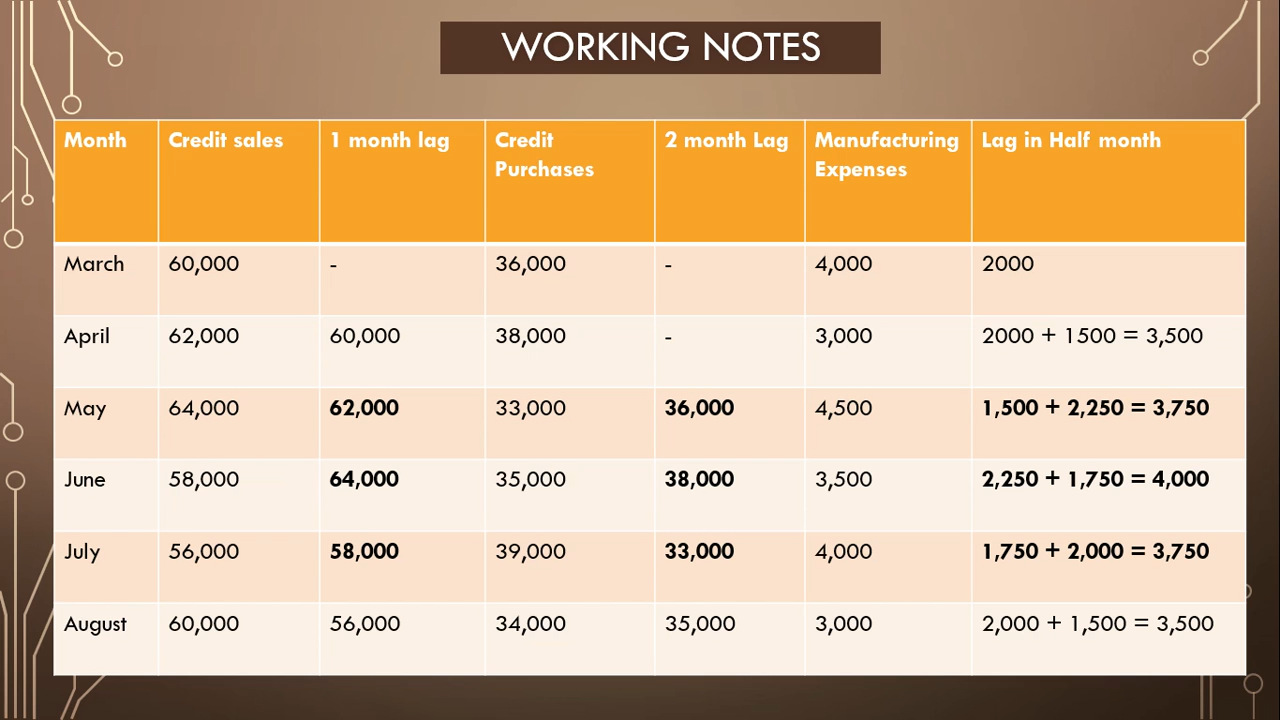 WORKING NOTES
Month Credit sales 1 month lag Credit Purchases 2 month Lag Manufacturing Expenses Lag in Half month
March 60,000 - 36,000 - 4,000 2000
April 62,000 60,000 38,000 - 3,000 2000 + 1500 = 3,500
May 64,000 62,000 33,000 36,000 4,500 1,500 + 2,250 = 3,750
June 58,000 64,000 35,000 38,000 3,500 2,250 + 1,750 = 4,000
July 56,000 58,000 39,000 33,000 4,000 1,750 + 2,000 = 3,750
August 60,000 56,000 34,000 35,000 3,000 2,000 + 1,500 = 3,500